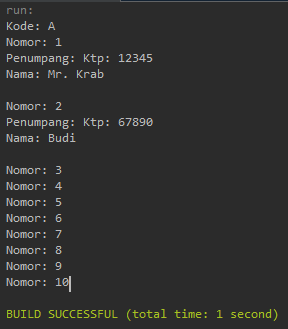 run:
Kode: A
Nomor: 1
Penumpang: Ktp: 12345
Nama: Mr. Krab
Nomor: 2
Penumpang: Ktp: 67890
Nama: Budi
Nomor: 3
Nomor: 4
Nomor: 5
Nomor: 6
Nomor: 7
Nomor: 8
Nomor: 9
Nomor: 10
BUILD SUCCESSFUL (total time: 1 second)